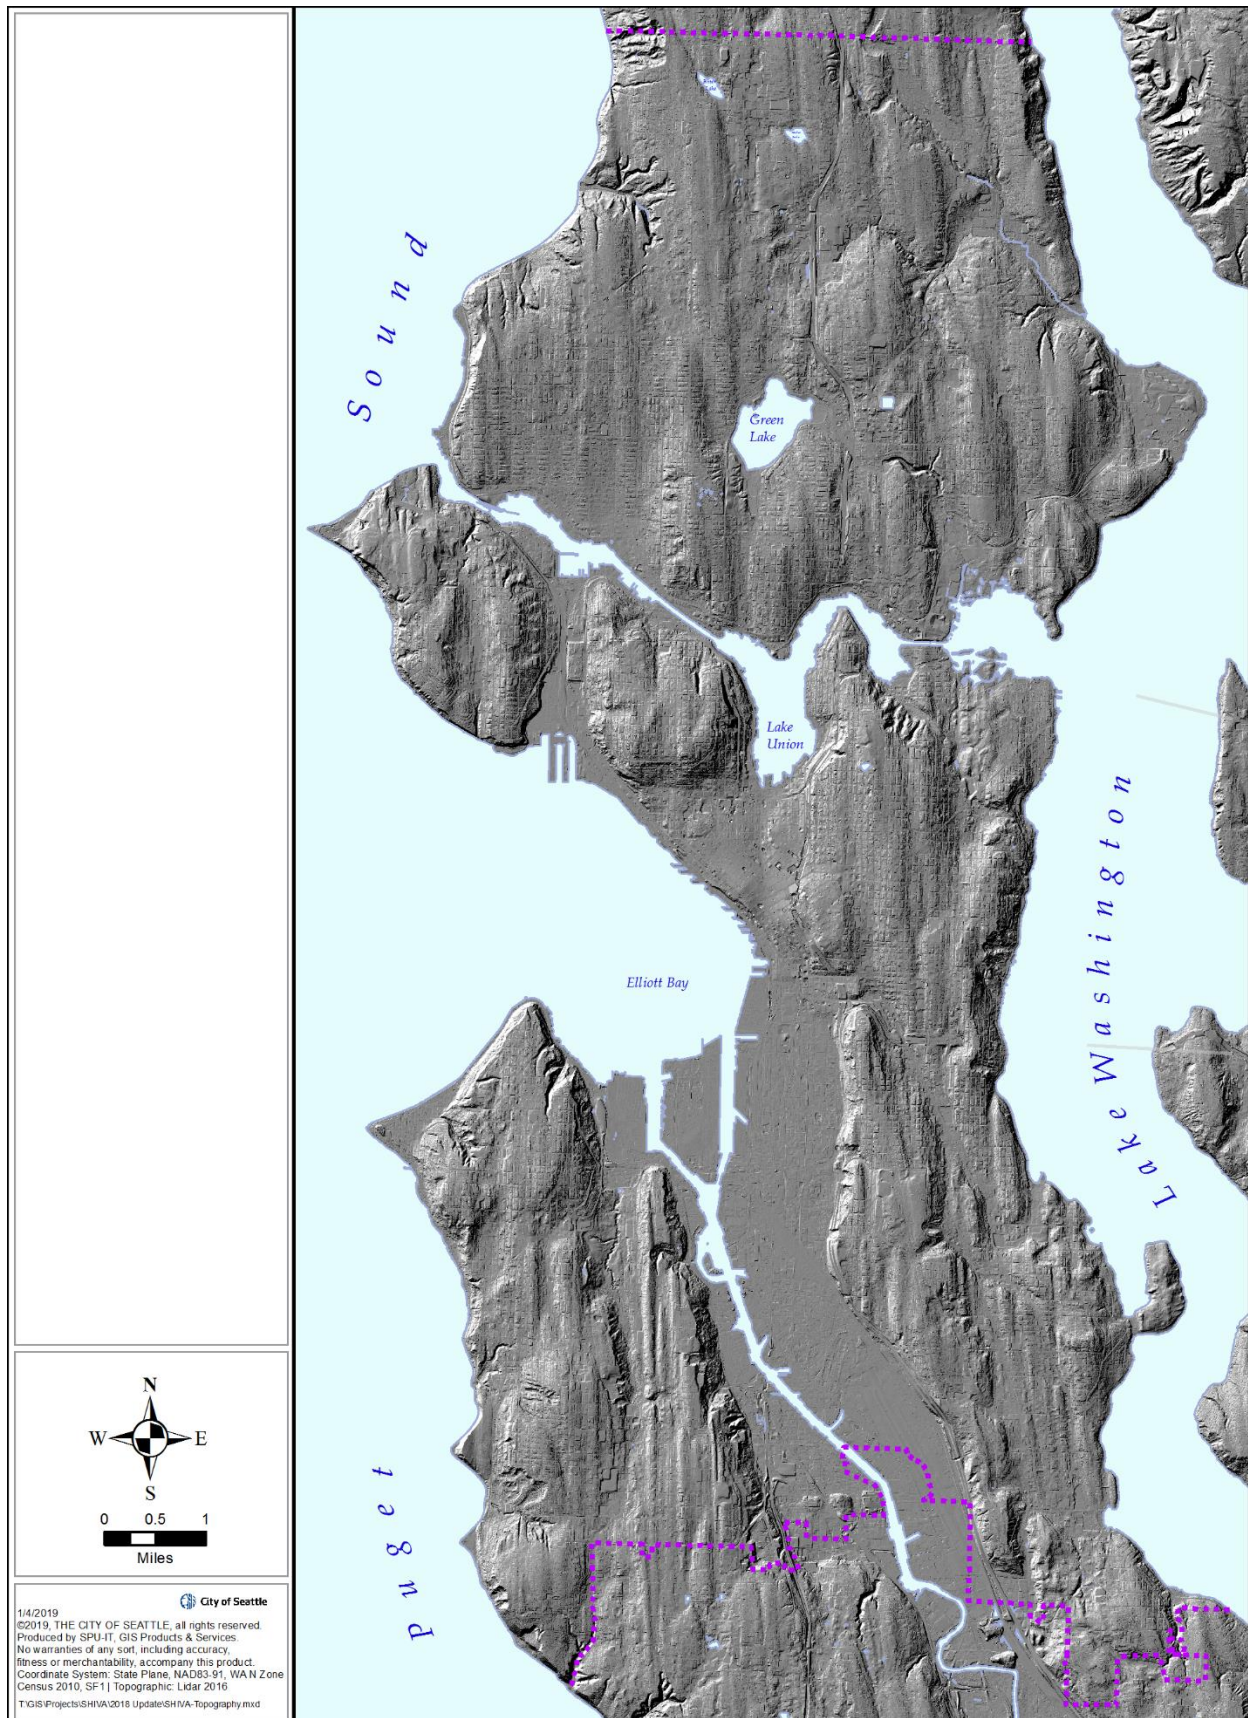 Sound
Green
Lake
Lake
Union
Elliott Bay
Lake Washington
Puget
N
W E
S
0 0.5 1
Miles
City of Seattle
1/4/2019
©2019, THE CITY OF SEATTLE, all rights reserved.
Produced by SPU-IT, GIS Products & Services.
No warranties of any sort, including accuracy,
fitness or merchantability, accompany this product.
Coordinate System: State Plane, NAD83-91, WA N Zone
Census 2010, SF1 | Topographic: Lidar 2016
T:\GIS\Projects\SHIVA\2018 Update\SHIVA-Topography.mxd